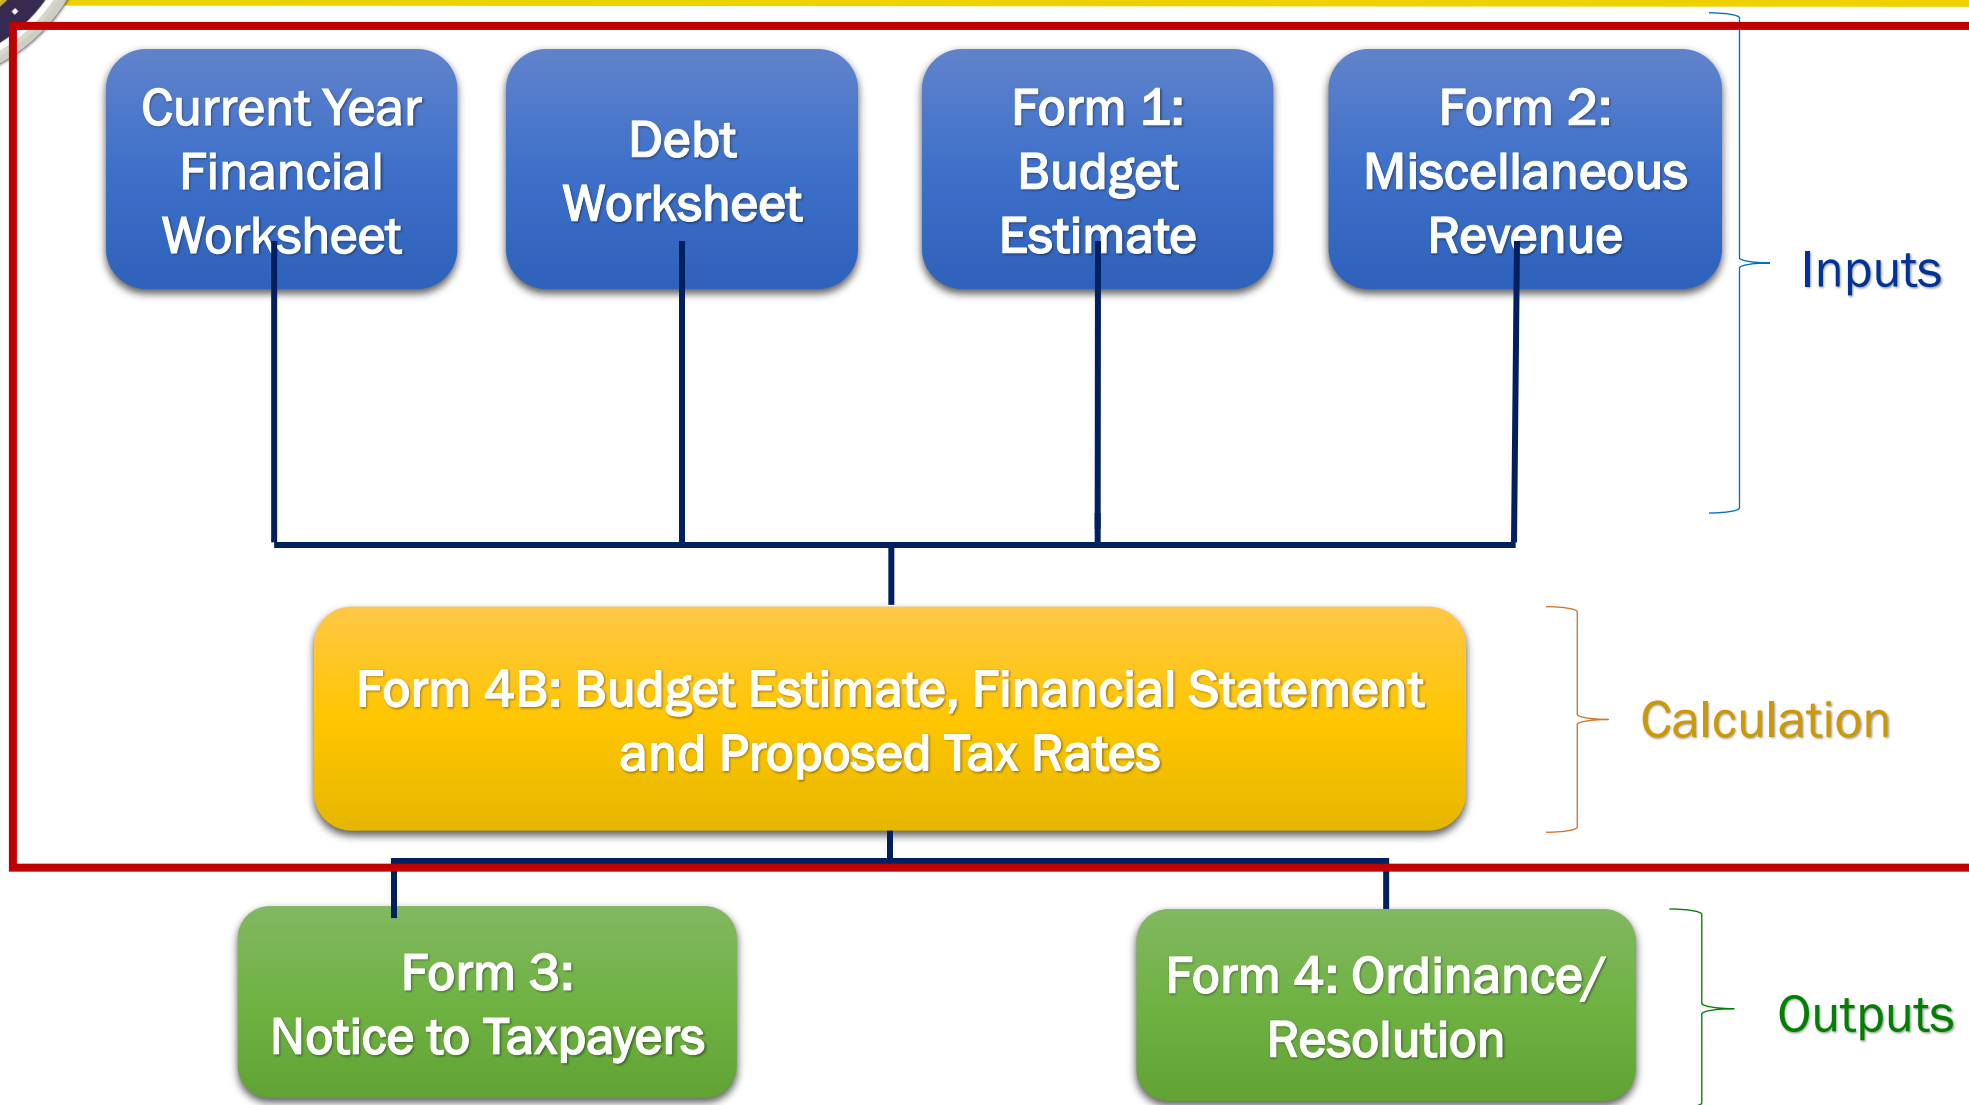 Current Year
Financial
Worksheet
Debt
Worksheet
Form 1:
Budget
Estimate
Form 2:
Miscellaneous
Revenue
Inputs
Form 4B: Budget Estimate, Financial Statement
and Proposed Tax Rates
Calculation
Form 3:
Notice to Taxpayers
Form 4: Ordinance/
Resolution
Outputs